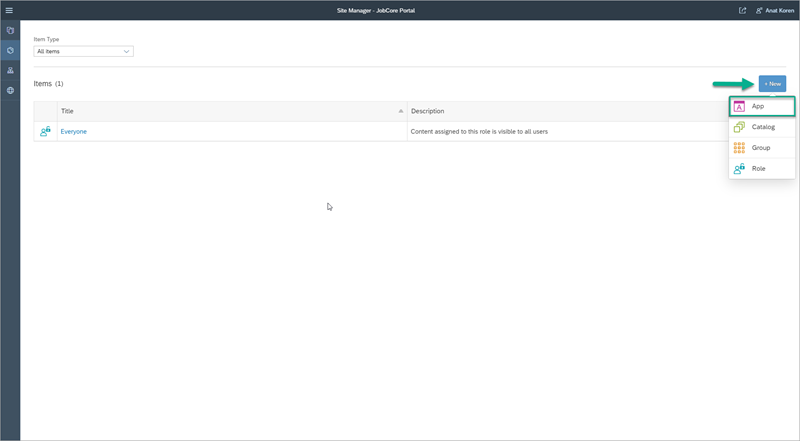 Site Manager - JobCore Portal
Anat Koren
Item Type
All items
Items (1)
+ New
Title
Description
Everyone
Content assigned to this role is visible to all users
App
Catalog
Group
Role